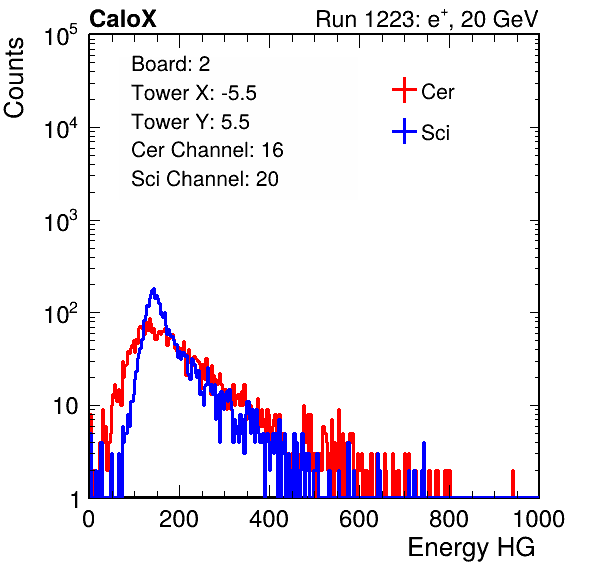 CaloX Run 1223: e⁺, 20 GeV
Counts
Board: 2
Tower X: -5.5
Tower Y: 5.5
Cer Channel: 16
Sci Channel: 20
Cer
Sci
10⁵
10⁴
10³
10²
10
1
0 200 400 600 800 1000
Energy HG